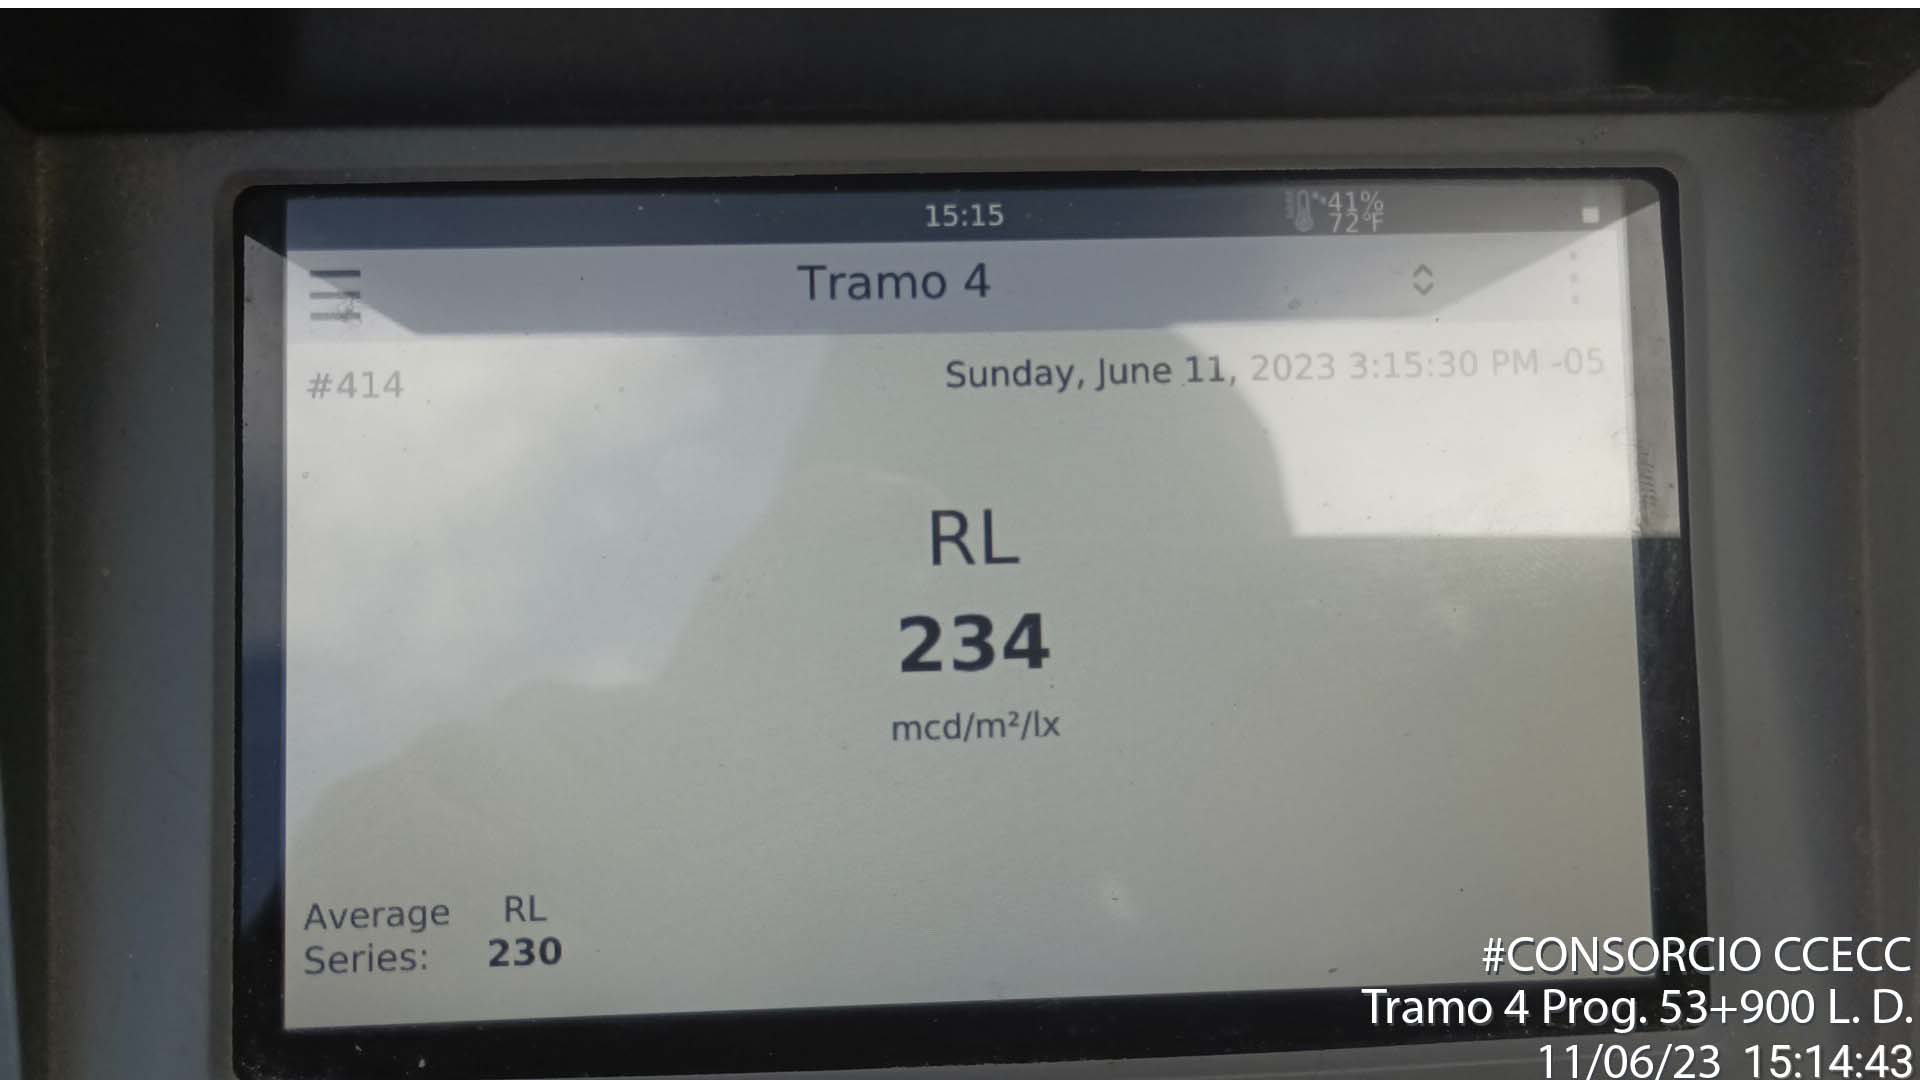 15:15
41%
72°F
Tramo 4
#414
Sunday, June 11, 2023 3:15:30 PM -05
RL
234
mcd/m²/lx
Average RL
Series: 230
#CONSORCIO CCECC
Tramo 4 Prog. 53+900 L. D.
11/06/23 15:14:43